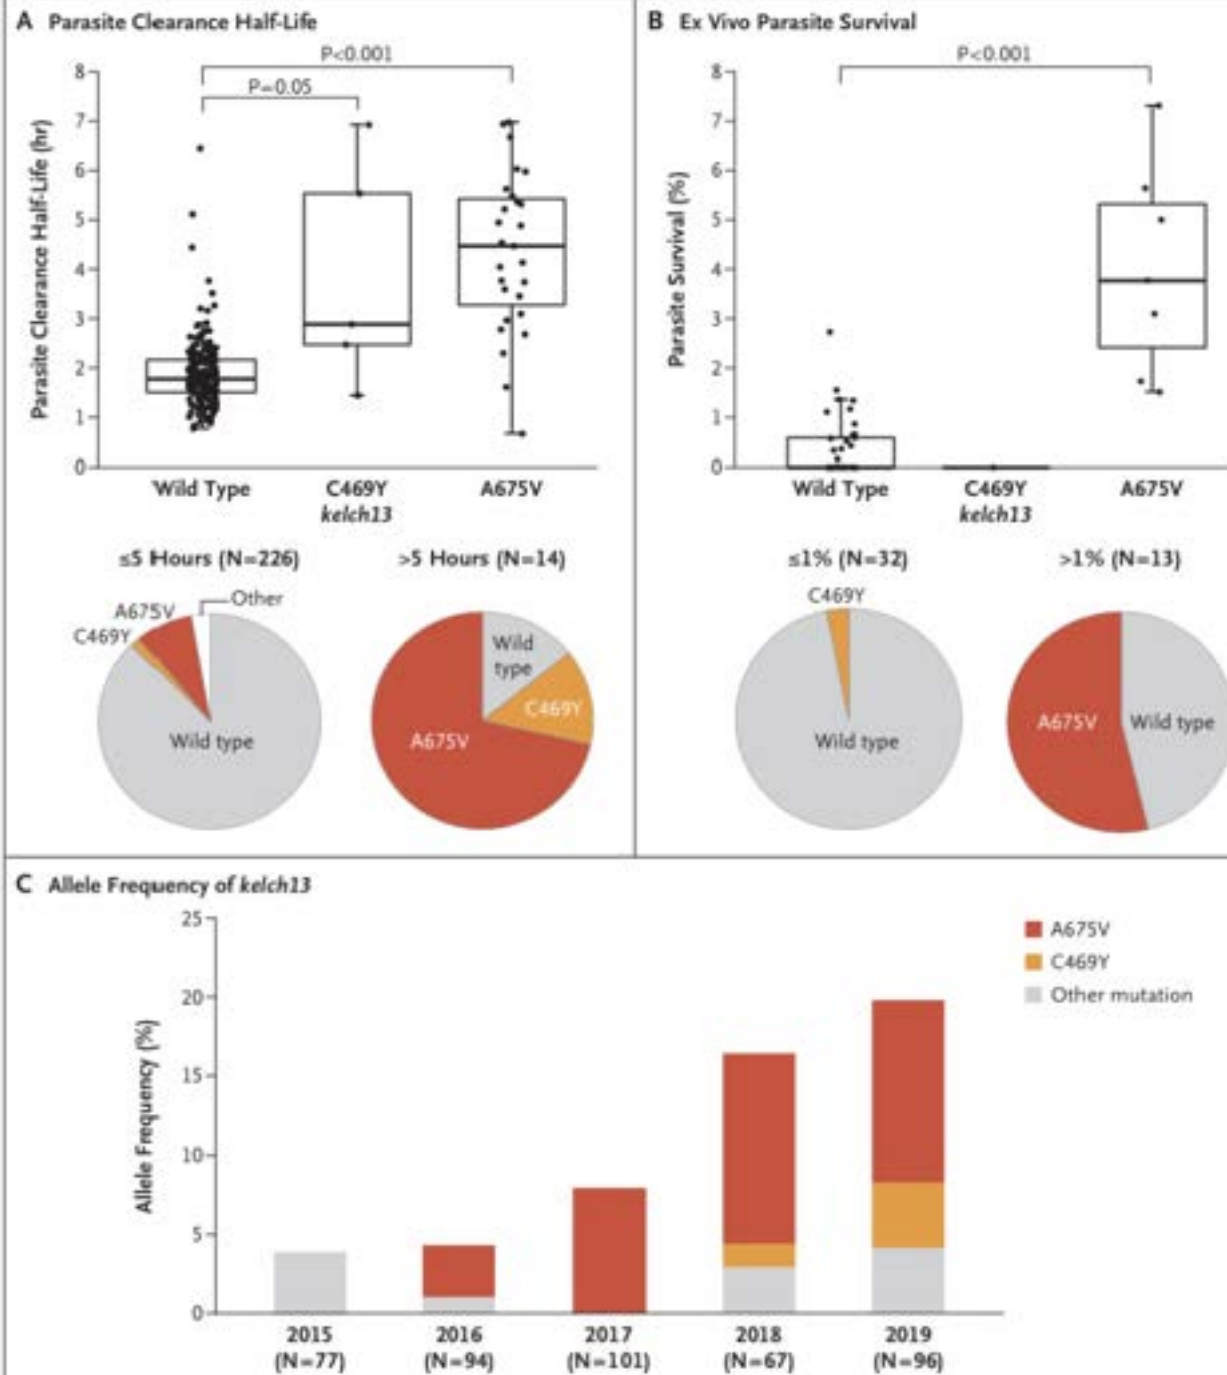 A Parasite Clearance Half-Life
P<0.001
P=0.05
Parasite Clearance Half-Life (hr)
8
7
6
5
4
3
2
1
0
Wild Type
C469Y
A675V
kelch13
≤5 Hours (N=226)
>5 Hours (N=14)
Other
A675V
C469Y
Wild type
Wild
type
C469Y
A675V
B Ex Vivo Parasite Survival
P<0.001
Parasite Survival (%)
8
7
6
5
4
3
2
1
0
Wild Type
C469Y
A675V
kelch13
≤1% (N=32)
>1% (N=13)
C469Y
Wild type
A675V
Wild type
C Allele Frequency of kelch13
Allele Frequency (%)
25
20
15
10
5
0
2015
(N=77)
2016
(N=94)
2017
(N=101)
2018
(N=67)
2019
(N=96)
A675V
C469Y
Other mutation